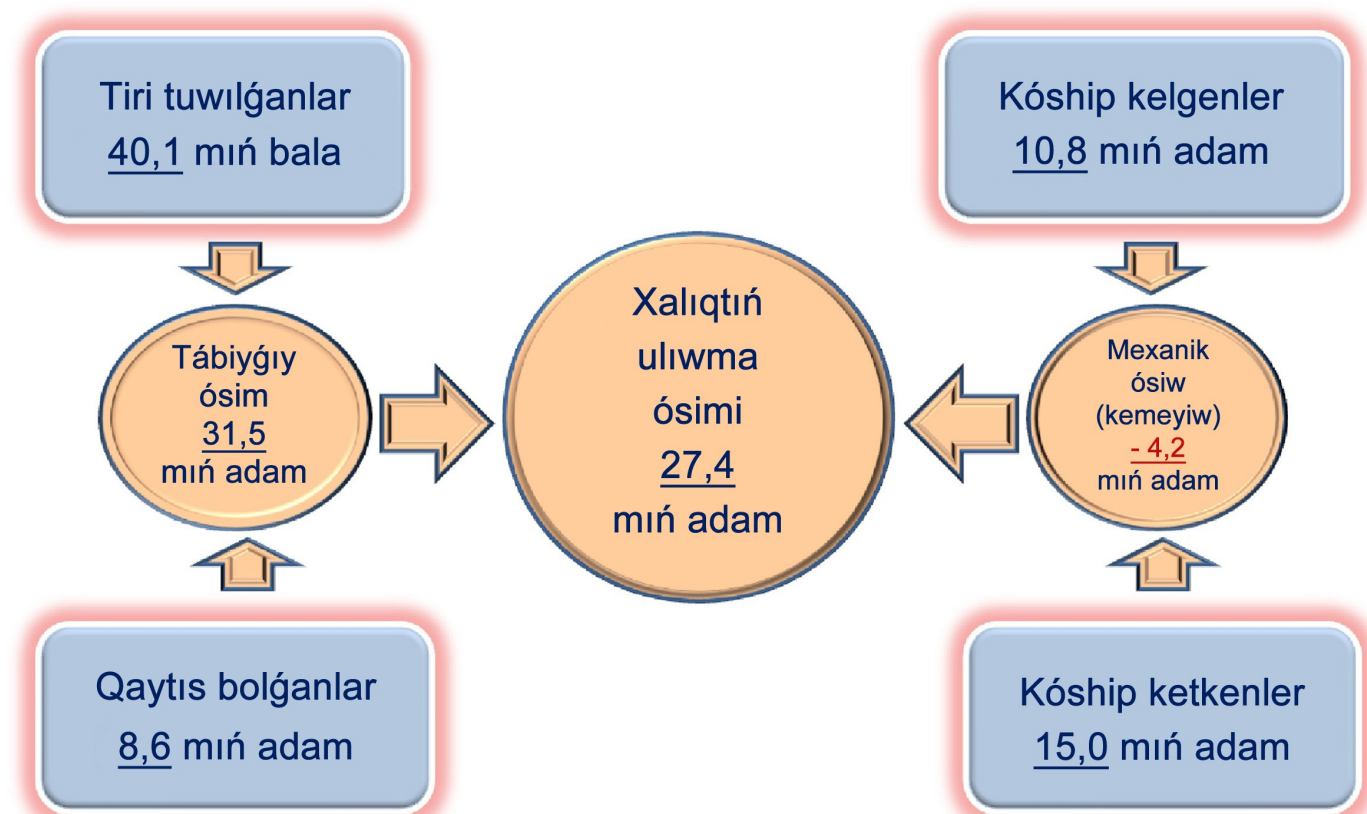 Tiri tuwılǵanlar
40,1 mıń bala
Kóship kelgenler
10,8 mıń adam
Tábiyǵıy
ósim
31,5
mıń adam
Xalıqtıń
ulıwma
ósimi
27,4
mıń adam
Mexanik
ósiw
(kemeyiw)
- 4,2
mıń adam
Qaytıs bolǵanlar
8,6 mıń adam
Kóship ketkenler
15,0 mıń adam